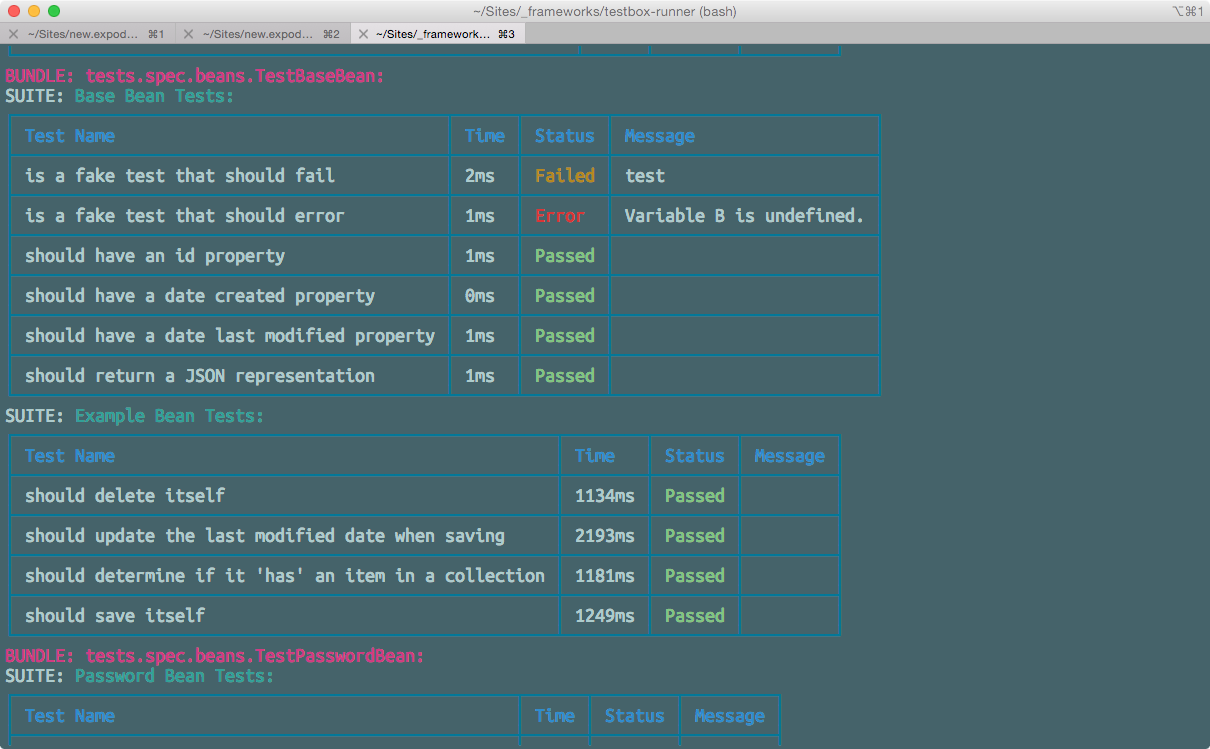 ~/Sites/_frameworks/testbox-runner (bash)
⌥⌘1
~/Sites/new.expod... ⌘1 ~/Sites/new.expod... ⌘2 ~/Sites/_framework... ⌘3
BUNDLE: tests.spec.beans.TestBaseBean:
SUITE: Base Bean Tests:
Test Name Time Status Message
is a fake test that should fail 2ms Failed test
is a fake test that should error 1ms Error Variable B is undefined.
should have an id property 1ms Passed
should have a date created property 0ms Passed
should have a date last modified property 1ms Passed
should return a JSON representation 1ms Passed
SUITE: Example Bean Tests:
Test Name Time Status Message
should delete itself 1134ms Passed
should update the last modified date when saving 2193ms Passed
should determine if it 'has' an item in a collection 1181ms Passed
should save itself 1249ms Passed
BUNDLE: tests.spec.beans.TestPasswordBean:
SUITE: Password Bean Tests:
Test Name Time Status Message